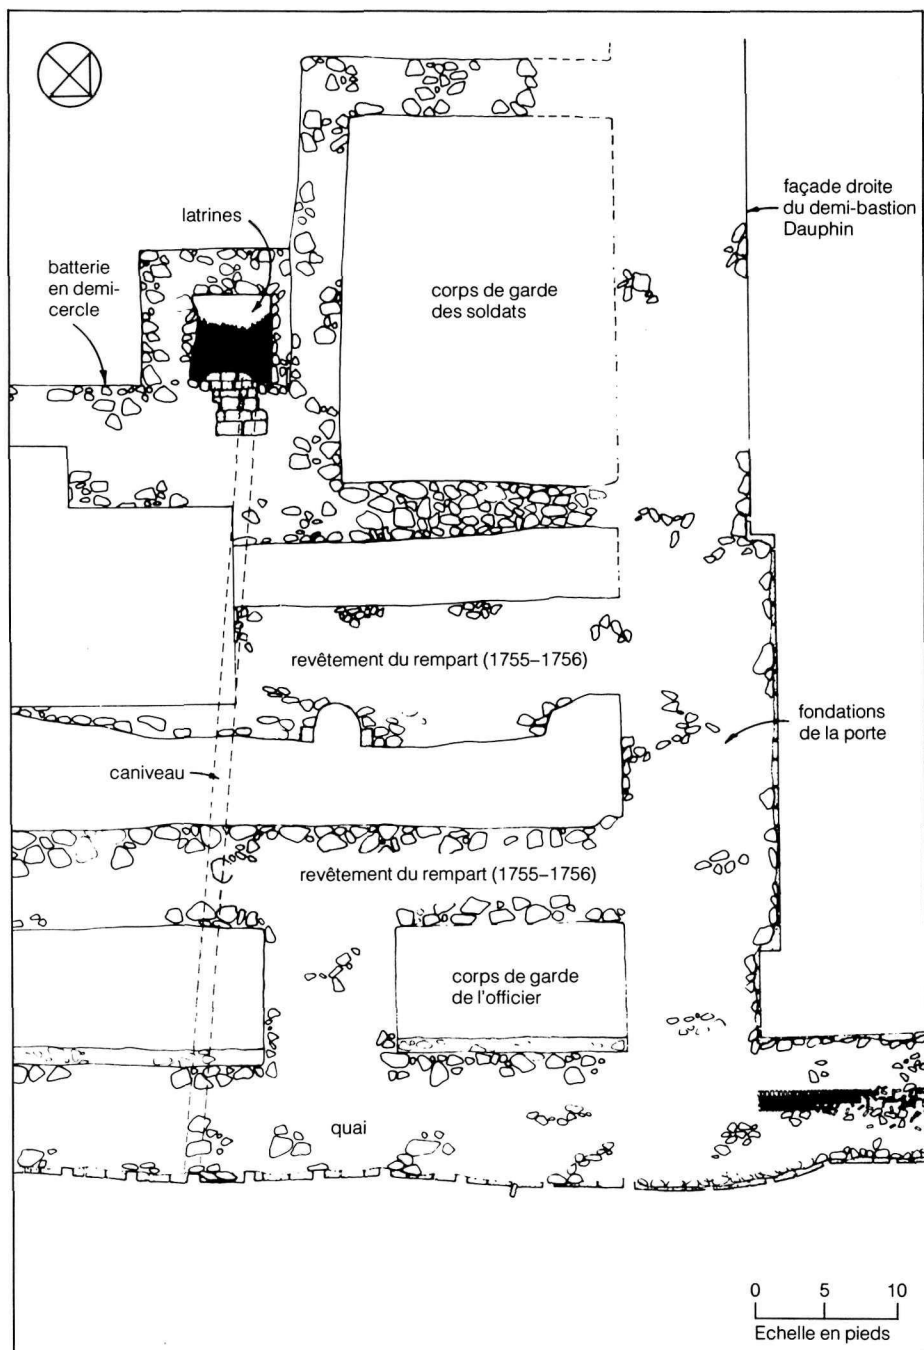 latrines
batterie
en demi-
cercle
façade droite
du demi-bastion
Dauphin
corps de garde
des soldats
revêtement du rempart (1755–1756)
fondations
de la porte
caniveau
revêtement du rempart (1755–1756)
corps de garde
de l'officier
quai
0 5 10
Echelle en pieds